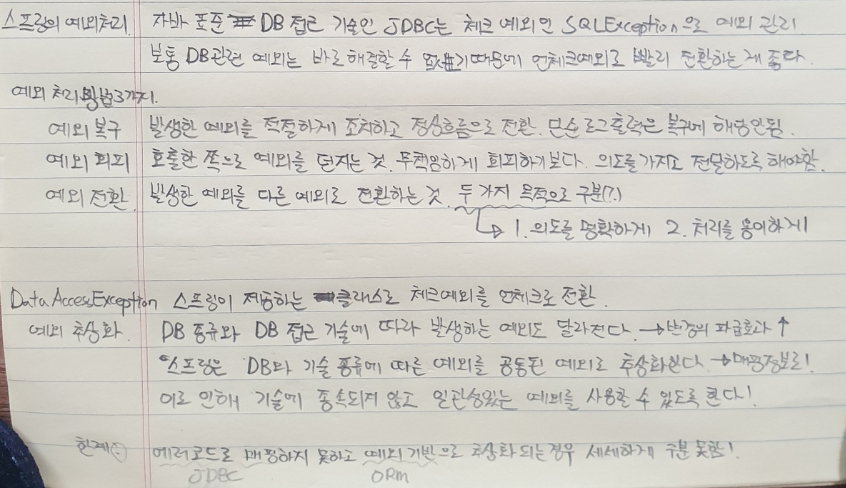 스프링의 예외처리 자바 표준 DB 접근 기술인 JDBC는 체크 예외인 SQLException으로 예외 관리
보통 DB관련 예외는 바로 해결할 수 없기때문에 언체크예외로 빨리 전환하는 게 좋다.
예외 처리 방법 3가지.
예외 복구 발생한 예외를 적절하게 조치하고 정상흐름으로 전환. 단순 로그출력은 복구에 해당안됨.
예외 회피 호출한 쪽으로 예외를 던지는 것. 무책임하게 회피하기보다. 의도를 가지고 전달하도록 해야함.
예외 전환 발생한 예외를 다른 예외로 전환하는 것. 두 가지 목적으로 구분(?)
↳ 1. 의도를 명확하게 2. 처리를 용이하게
DataAccessException 스프링이 제공하는 클래스로 체크예외를 언체크로 전환.
예외 추상화 DB 종류와 DB 접근 기술에 따라 발생하는 예외도 달라진다. → 변경의 파급효과 ↑
스프링은 DB와 기술 종류에 따른 예외를 공통된 예외로 추상화한다. → 매핑정보로!
이로 인해 기술에 종속되지 않고 일관성있는 예외를 사용할 수 있도록 한다!
한계 에러코드로 매핑하지 못하고 예외 기반으로 추상화 되는경우 세세하게 구분 못함!
JDBC ORM